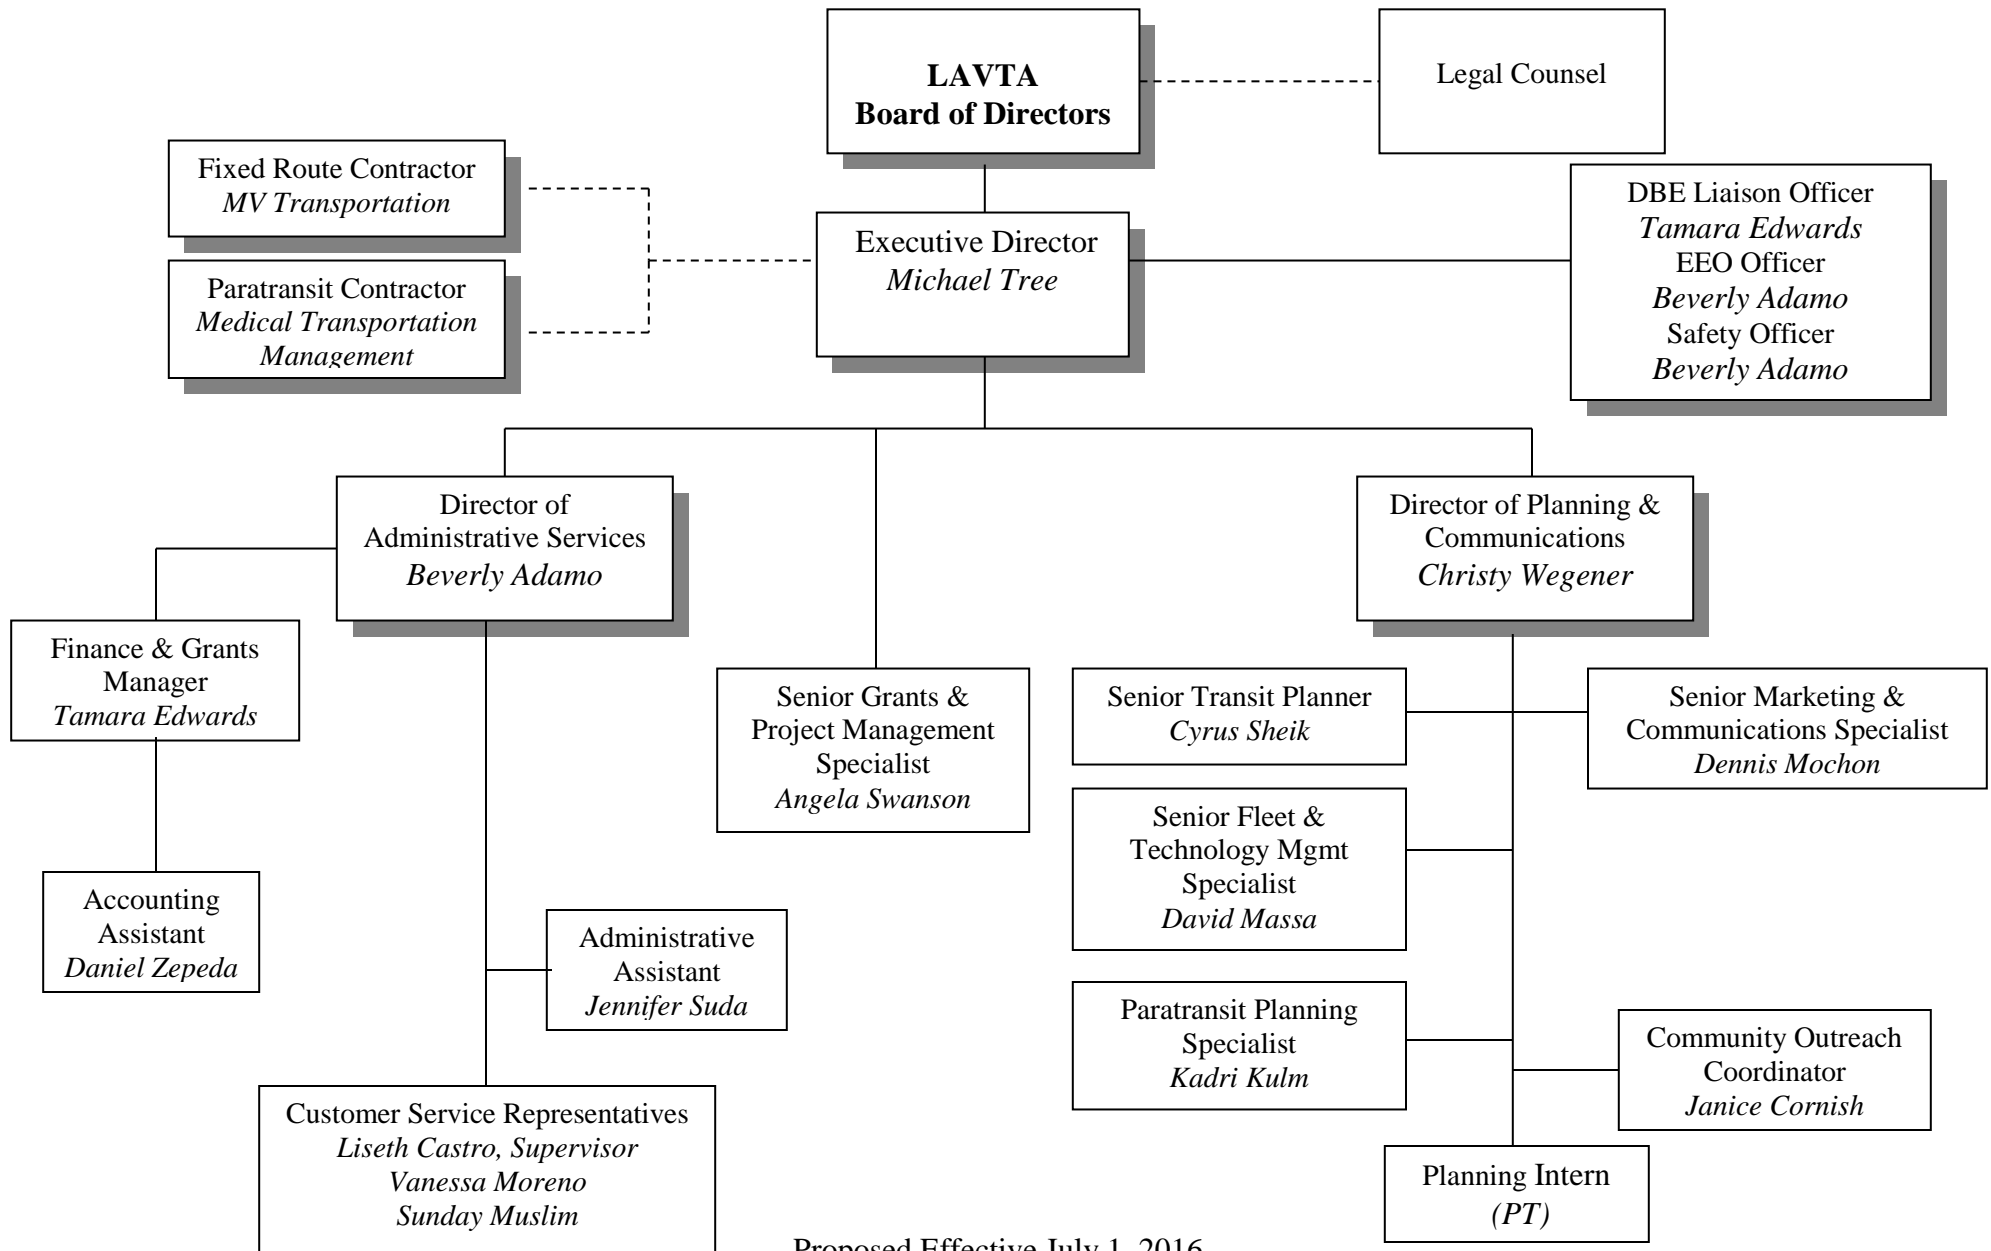 LAVTA
Board of Directors
Legal Counsel
Fixed Route Contractor
MV Transportation
Paratransit Contractor
Medical Transportation
Management
Executive Director
Michael Tree
DBE Liaison Officer
Tamara Edwards
EEO Officer
Beverly Adamo
Safety Officer
Beverly Adamo
Director of
Administrative Services
Beverly Adamo
Director of Planning &
Communications
Christy Wegener
Finance & Grants
Manager
Tamara Edwards
Senior Grants &
Project Management
Specialist
Angela Swanson
Senior Transit Planner
Cyrus Sheik
Senior Marketing &
Communications Specialist
Dennis Mochon
Senior Fleet &
Technology Mgmt
Specialist
David Massa
Accounting
Assistant
Daniel Zepeda
Administrative
Assistant
Jennifer Suda
Paratransit Planning
Specialist
Kadri Kulm
Community Outreach
Coordinator
Janice Cornish
Customer Service Representatives
Liseth Castro, Supervisor
Vanessa Moreno
Sunday Muslim
Planning Intern
(PT)
Proposed Effective July 1, 2016